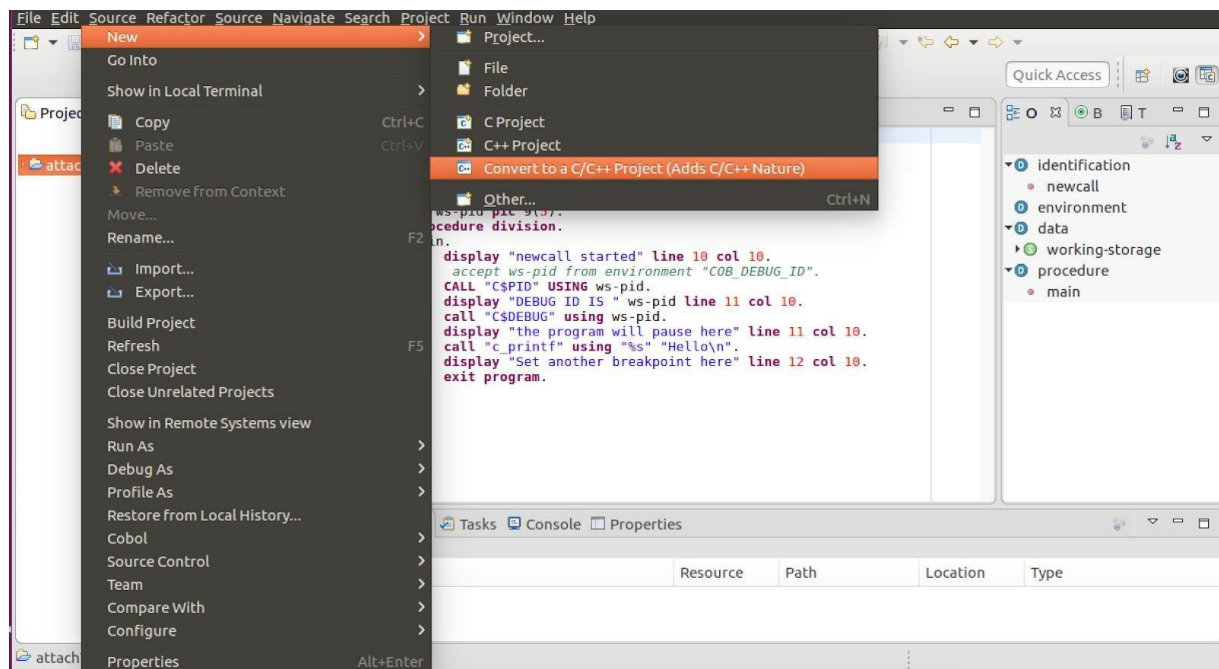 File Edit Source Refactor Source Navigate Search Project Run Window Help
New
Go Into
Show in Local Terminal
Copy Ctrl+C
Paste Ctrl+V
Delete
Remove from Context
Move...
Rename... F2
Import...
Export...
Build Project
Refresh F5
Close Project
Close Unrelated Projects
Show in Remote Systems view
Run As
Debug As
Profile As
Restore from Local History...
Cobol
Source Control
Team
Compare With
Configure
Properties Alt+Enter
Project...
File
Folder
C Project
C++ Project
Convert to a C/C++ Project (Adds C/C++ Nature)
Other... Ctrl+N
Quick Access
Projec
attac
ws-pid pic 9(5).
ocedure division.
in.
display "newcall started" line 10 col 10.
accept ws-pid from environment "COB_DEBUG_ID".
CALL "C$PID" USING ws-pid.
display "DEBUG ID IS " ws-pid line 11 col 10.
call "C$DEBUG" using ws-pid.
display "the program will pause here" line 11 col 10.
call "c_printf" using "%s" "Hello\n".
display "Set another breakpoint here" line 12 col 10.
exit program.
O B T
identification
newcall
environment
data
working-storage
procedure
main
Tasks Console Properties
Resource Path Location Type
attach